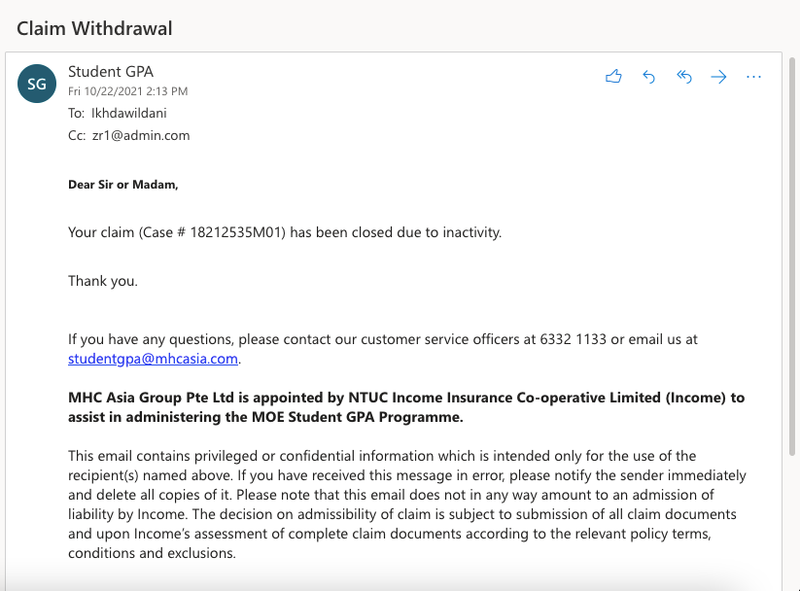 Claim Withdrawal
SG
Student GPA
Fri 10/22/2021 2:13 PM
To: Ikhdawildani
Cc: zr1@admin.com
Dear Sir or Madam,
Your claim (Case # 18212535M01) has been closed due to inactivity.
Thank you.
If you have any questions, please contact our customer service officers at 6332 1133 or email us at
studentgpa@mhcasia.com.
MHC Asia Group Pte Ltd is appointed by NTUC Income Insurance Co-operative Limited (Income) to
assist in administering the MOE Student GPA Programme.
This email contains privileged or confidential information which is intended only for the use of the
recipient(s) named above. If you have received this message in error, please notify the sender immediately
and delete all copies of it. Please note that this email does not in any way amount to an admission of
liability by Income. The decision on admissibility of claim is subject to submission of all claim documents
and upon Income's assessment of complete claim documents according to the relevant policy terms,
conditions and exclusions.